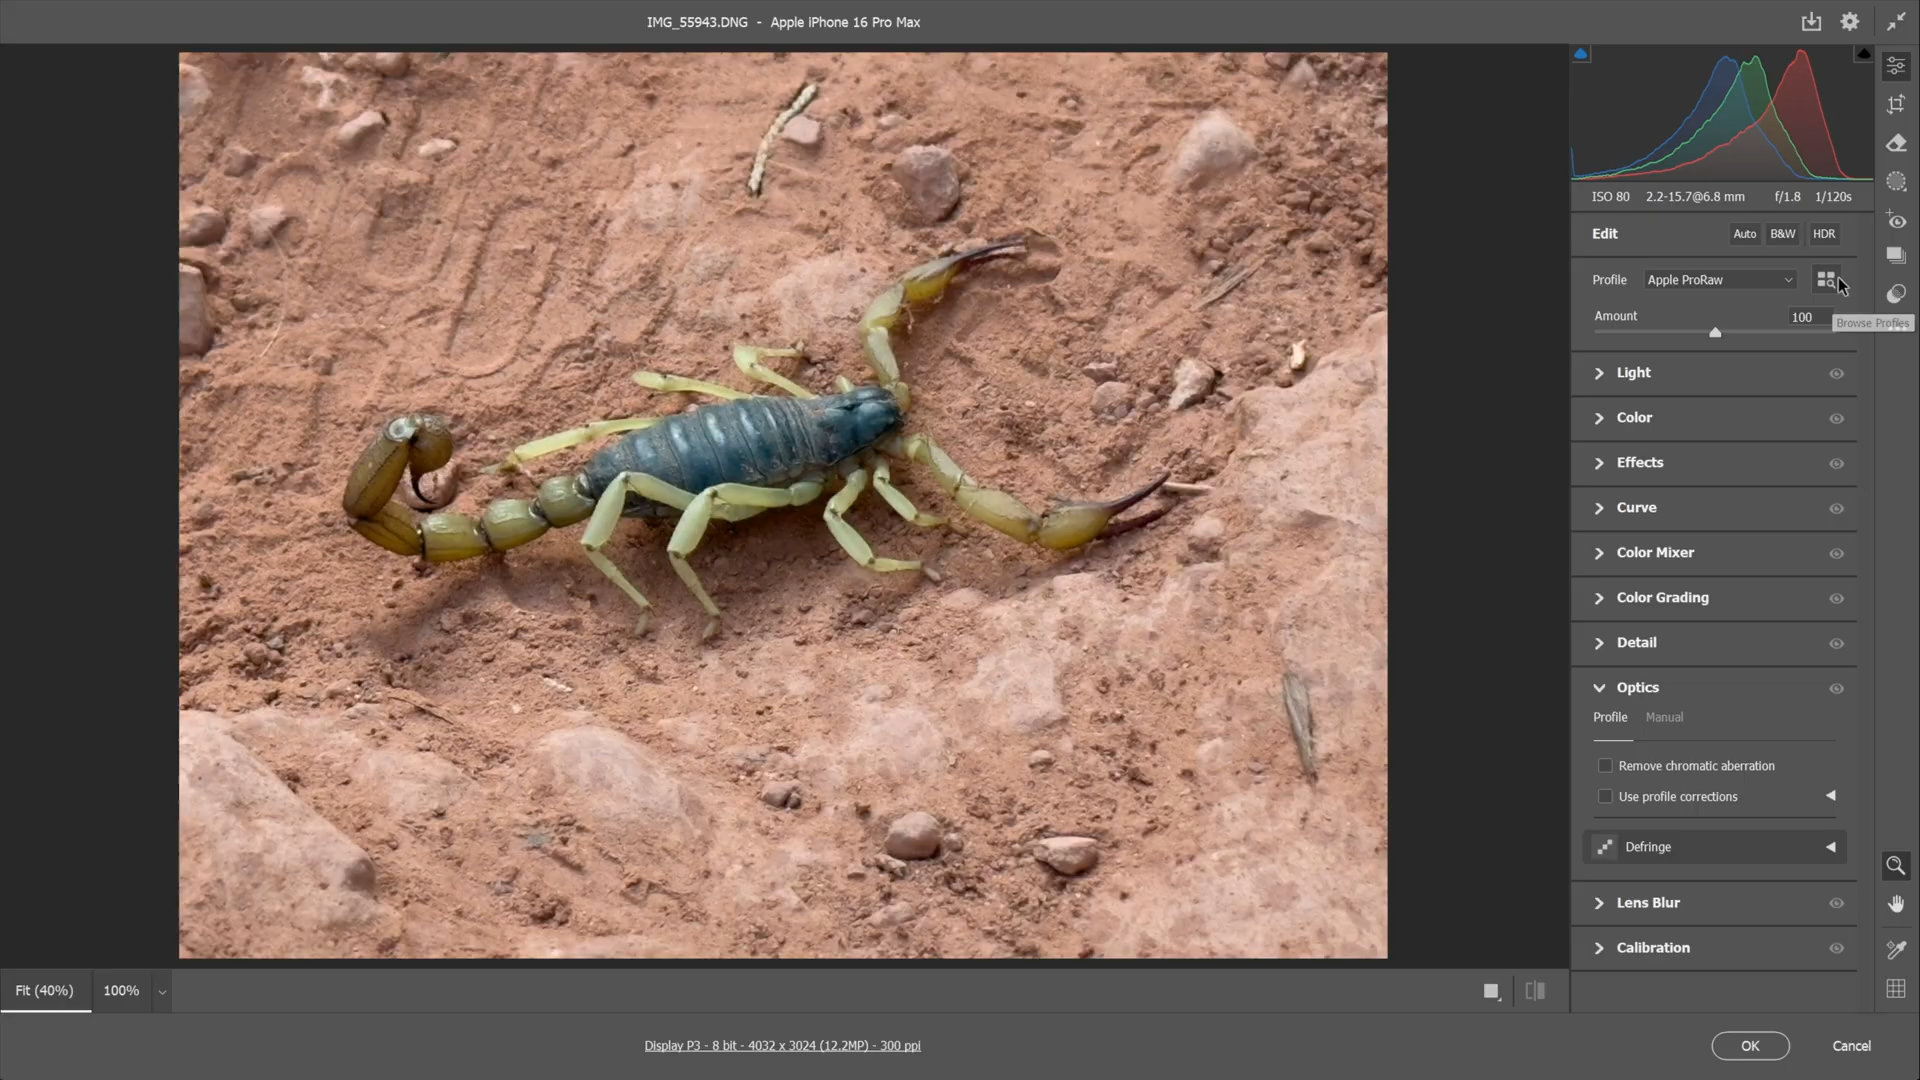 IMG_55943.DNG - Apple iPhone 16 Pro Max
ISO 80 2.2-15.7@6.8 mm f/1.8 1/120s
Edit Auto B&W HDR
Profile Apple ProRaw
Amount 100
Browse Profiles
Light
Color
Effects
Curve
Color Mixer
Color Grading
Detail
Optics
Profile Manual
Remove chromatic aberration
Use profile corrections
Defringe
Lens Blur
Calibration
Fit (40%) 100%
Display P3 - 8 bit - 4032 x 3024 (12.2MP) - 300 ppi
OK Cancel